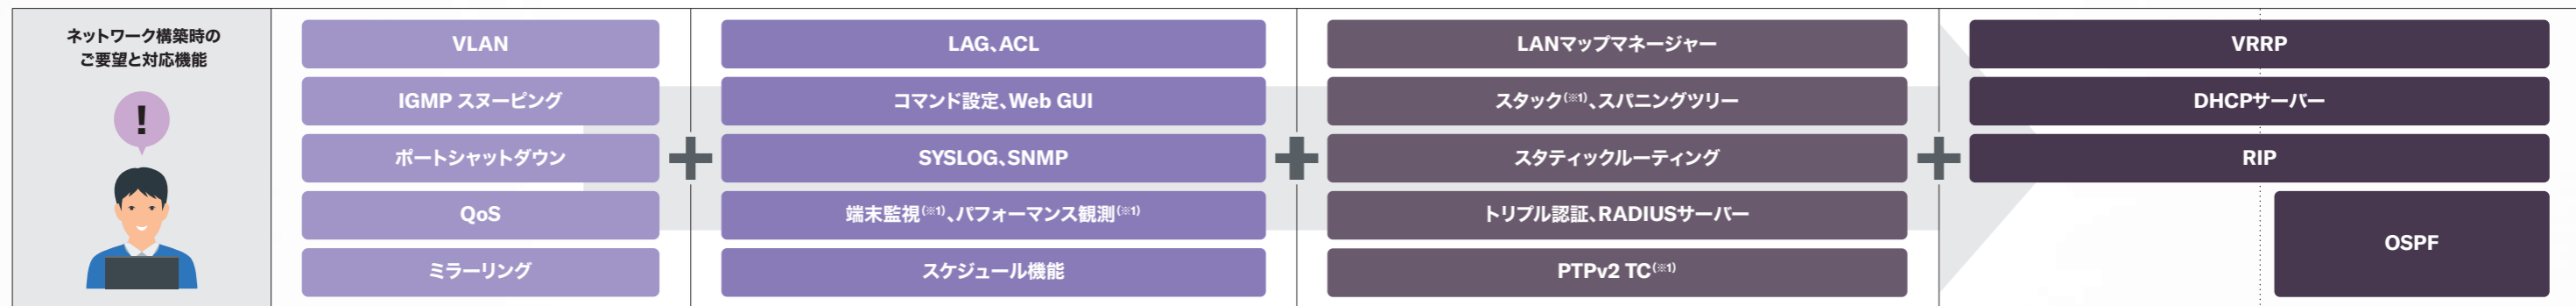 ネットワーク構築時の
ご要望と対応機能
!
VLAN
IGMP スヌーピング
ポートシャットダウン
QoS
ミラーリング
LAG、ACL
コマンド設定、Web GUI
SYSLOG、SNMP
端末監視(※1)、パフォーマンス観測(※1)
スケジュール機能
LANマップマネージャー
スタック(※1)、スパニングツリー
スタティックルーティング
トリプル認証、RADIUSサーバー
PTPv2 TC(※1)
VRRP
DHCPサーバー
RIP
OSPF